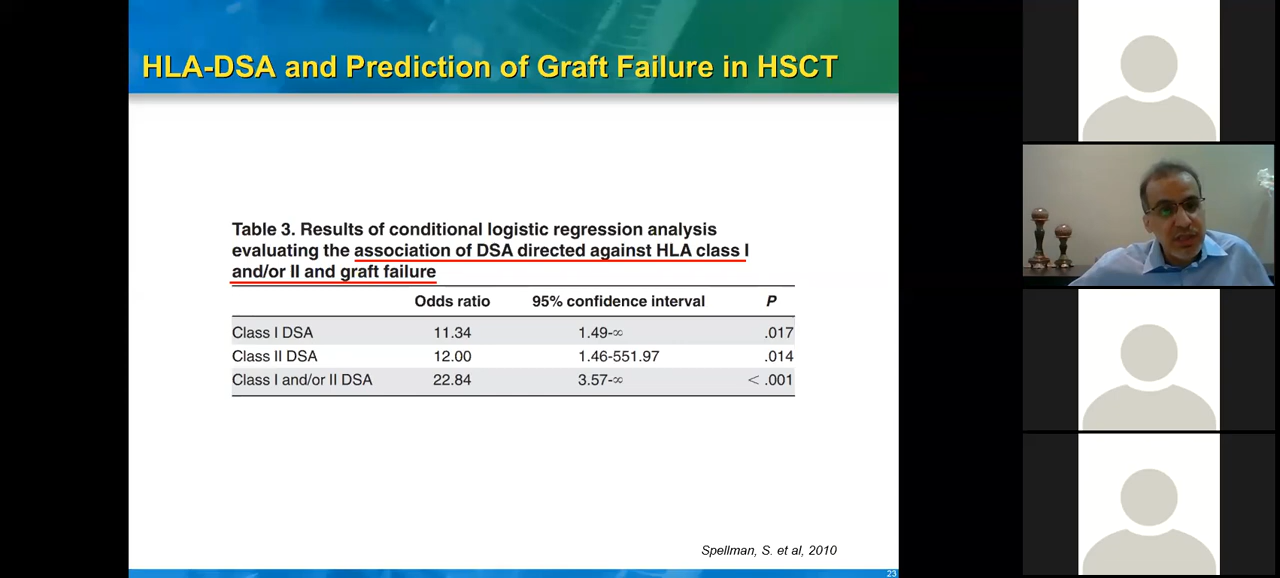 HLA-DSA and Prediction of Graft Failure in HSCT
Table 3. Results of conditional logistic regression analysis
evaluating the association of DSA directed against HLA class I
and/or II and graft failure
Odds ratio 95% confidence interval P
Class I DSA 11.34 1.49-∞ .017
Class II DSA 12.00 1.46-551.97 .014
Class I and/or II DSA 22.84 3.57-∞ < .001
Spellman, S. et al, 2010
23